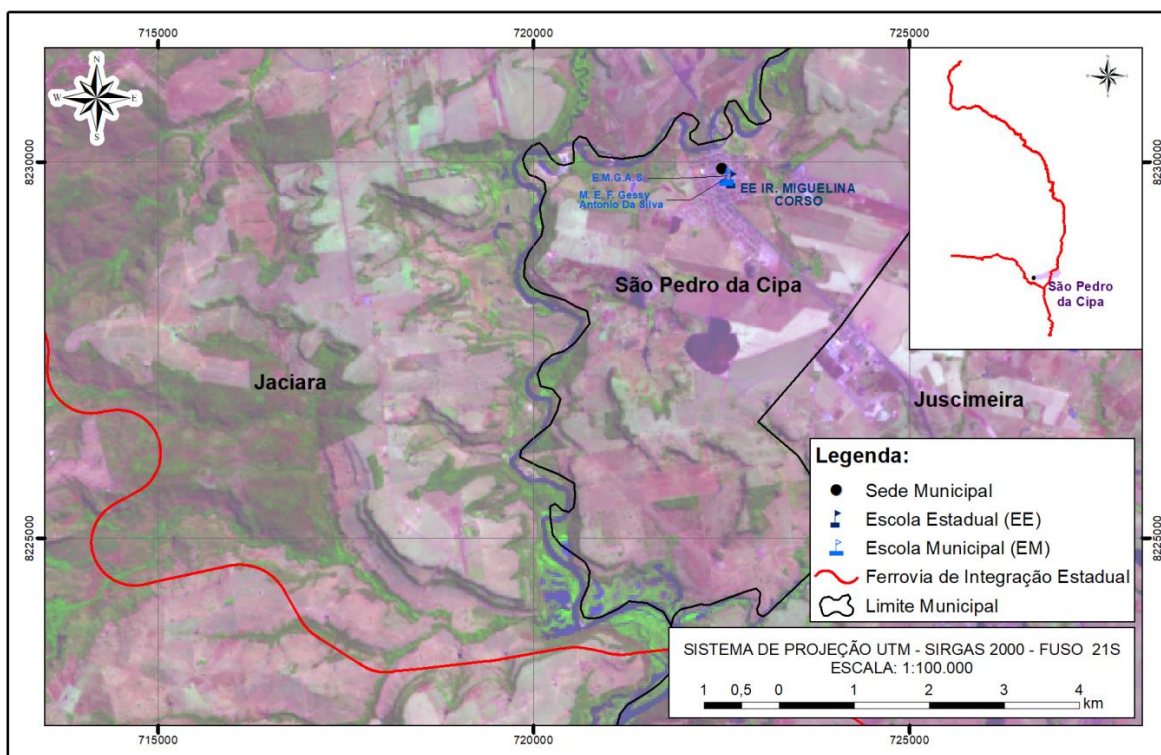 715000
720000
725000
N
W
E
S
8230000
8230000
E.M.G.A.S.
M. E. F. Gessy
Antonio Da Silva
EE IR. MIGUELINA
CORSO
São Pedro da Cipa
Jaciara
Juscimeira
São Pedro
da Cipa
Legenda:
Sede Municipal
Escola Estadual (EE)
Escola Municipal (EM)
Ferrovia de Integração Estadual
Limite Municipal
8225000
8225000
SISTEMA DE PROJEÇÃO UTM - SIRGAS 2000 - FUSO 21S
ESCALA: 1:100.000
1 0,5 0 1 2 3 4
km
715000
720000
725000